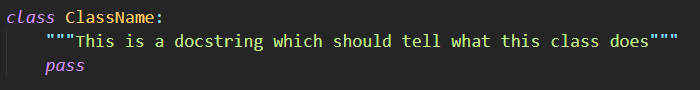 class ClassName:
    """This is a docstring which should tell what this class does"""
    pass